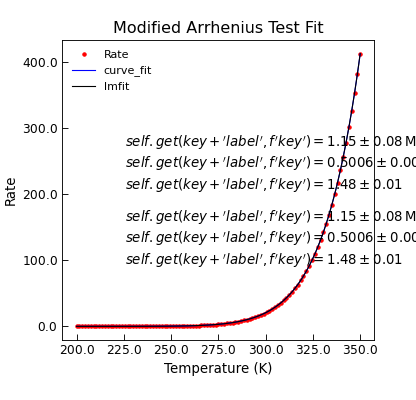 Modified Arrhenius Test Fit
Rate
curve_fit
lmfit
self.get(key+'label', f'key') = 1.15 ± 0.08 M
self.get(key+'label', f'key') = 0.5006 ± 0.00
self.get(key+'label', f'key') = 1.48 ± 0.01
self.get(key+'label', f'key') = 1.15 ± 0.08 M
self.get(key+'label', f'key') = 0.5006 ± 0.00
self.get(key+'label', f'key') = 1.48 ± 0.01
400.0
300.0
200.0
100.0
0.0
Rate
200.0 225.0 250.0 275.0 300.0 325.0 350.0
Temperature (K)